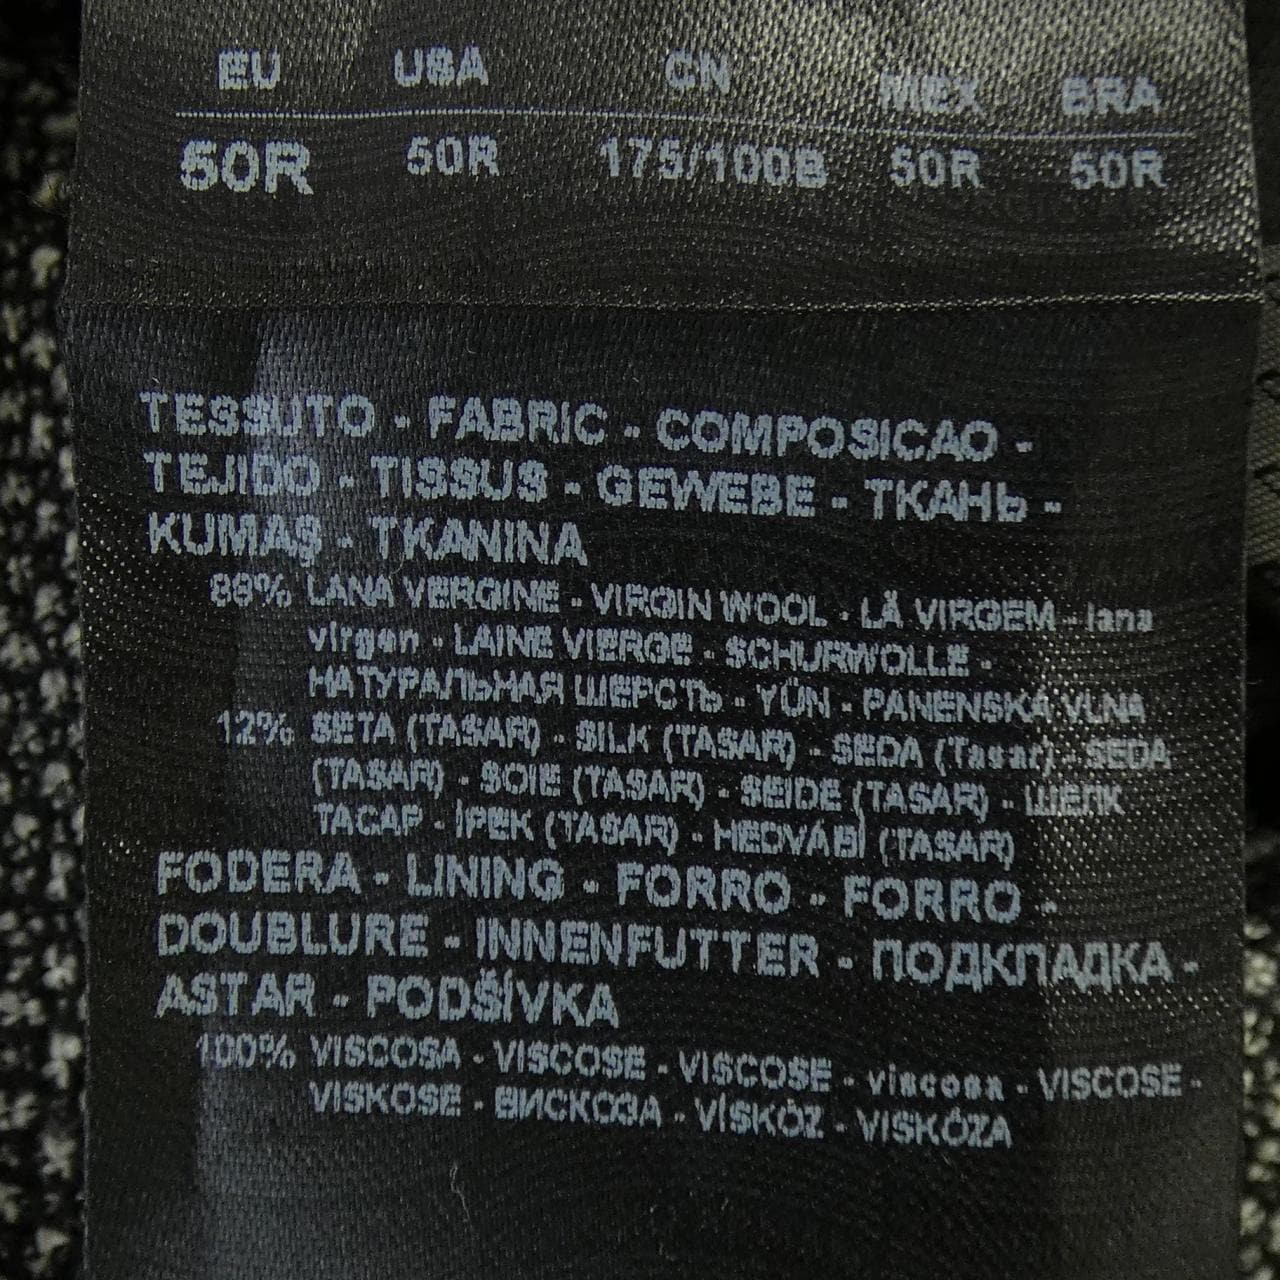 EU USA CN MEX BRA
50R 50R 175/100B 50R 50R
TESSUTO - FABRIC - COMPOSICAO -
TEJIDO - TISSUS - GEWEBE - ТКАНЬ -
KUMAŞ - TKANINA
88% LANA VERGINE - VIRGIN WOOL - LÃ VIRGEM - lana
virgen - LAINE VIERGE - SCHURWOLLE -
НАТУРАЛЬНАЯ ШЕРСТЬ - YÜN - PANENSKÁ VLNA
12% SETA (TASAR) - SILK (TASAR) - SEDA (Tasar) - SEDA
(TASAR) - SOIE (TASAR) - SEIDE (TASAR) - ШЕЛК
ТАСАР - İPEK (TASAR) - HEDVÁBÍ (TASAR)
FODERA - LINING - FORRO - FORRO -
DOUBLURE - INNENFUTTER - ПОДКЛАДКА -
ASTAR - PODŠÍVKA
100% VISCOSA - VISCOSE - VISCOSE - viscosa - VISCOSE -
VISKOSE - ВИСКОЗА - VİSKÖZ - VISKÓZA